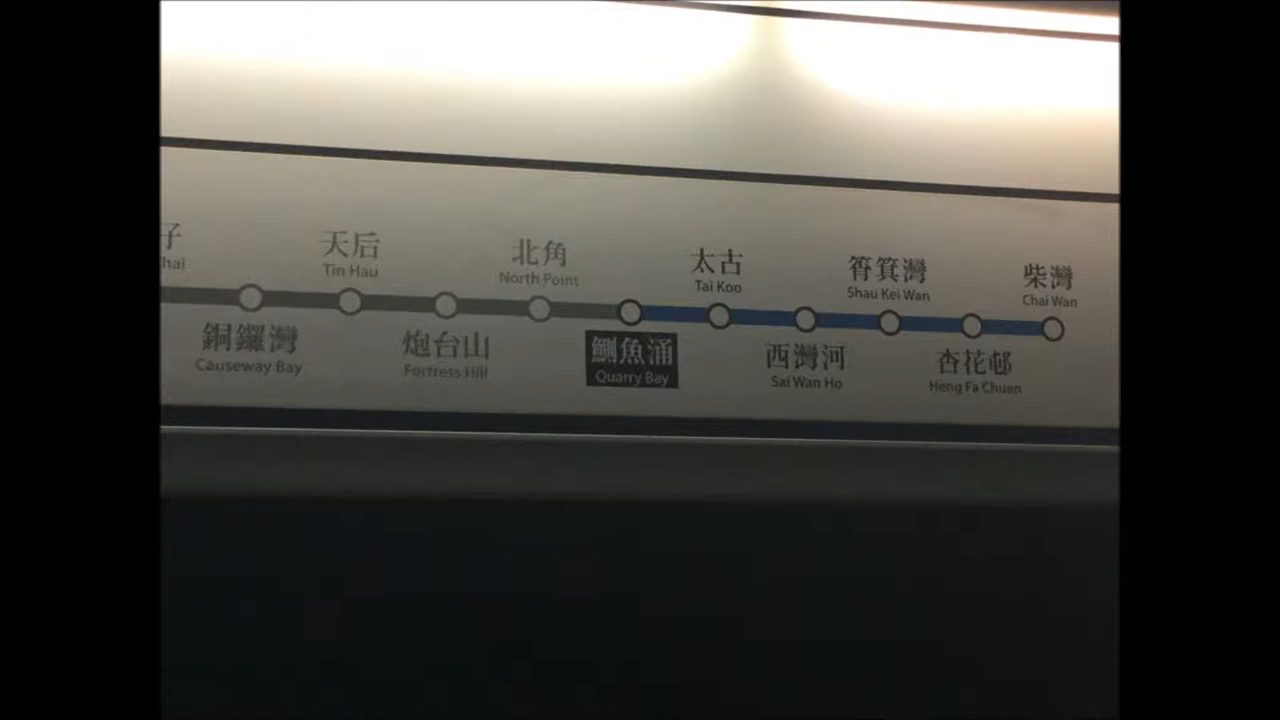 子
hai
銅鑼灣
Causeway Bay
天后
Tin Hau
炮台山
Fortress Hill
北角
North Point
鰂魚涌
Quarry Bay
太古
Tai Koo
西灣河
Sai Wan Ho
筲箕灣
Shau Kei Wan
杏花邨
Heng Fa Chuen
柴灣
Chai Wan